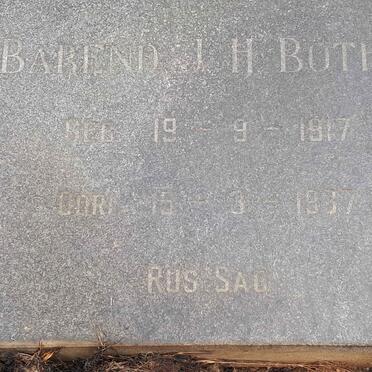 BAREND J. H. BOTH
GEB. 19 - 9 - 1917
OORL. 15 - 3 - 1937
RUS SAG